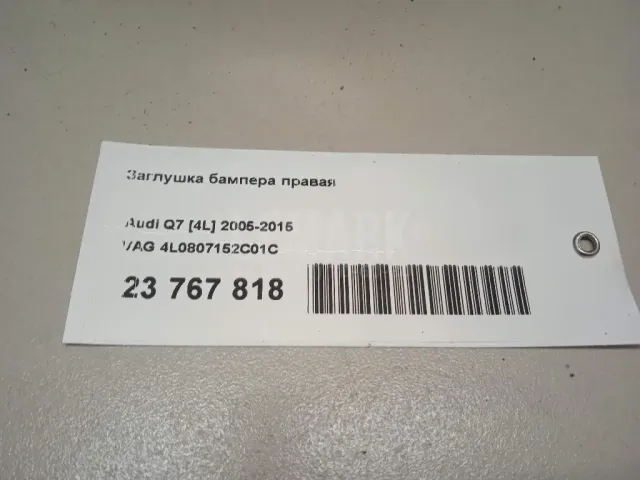 Заглушка бампера правая
Audi Q7 [4L] 2005-2015
VAG 4L0807152C01C
23 767 818